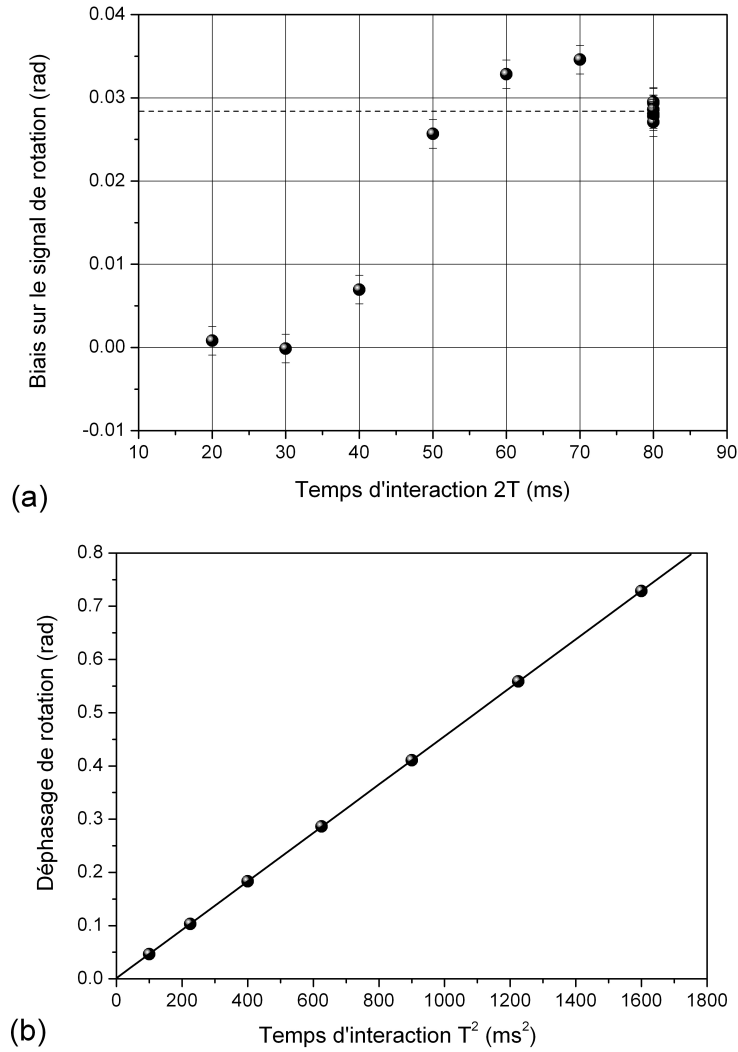 0.04
0.03
0.02
0.01
0.00
-0.01
Biais sur le signal de rotation (rad)
10 20 30 40 50 60 70 80 90
Temps d'interaction 2T (ms)
(a)
0.8
0.7
0.6
0.5
0.4
0.3
0.2
0.1
0.0
Déphasage de rotation (rad)
0 200 400 600 800 1000 1200 1400 1600 1800
Temps d'interaction T² (ms²)
(b)